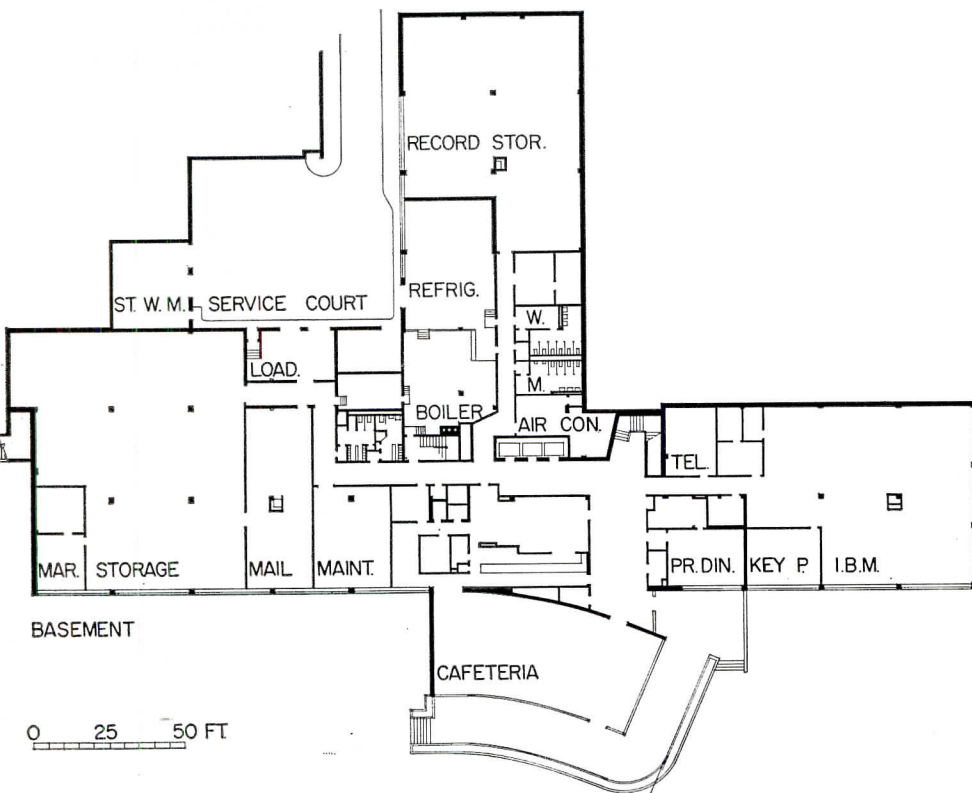 RECORD STOR.
REFRIG.
ST. W. M.
SERVICE COURT
W.
LOAD.
M.
BOILER
AIR CON.
TEL.
MAR.
STORAGE
MAIL
MAINT.
PR. DIN.
KEY P.
I.B.M.
BASEMENT
CAFETERIA
0 25 50 FT.